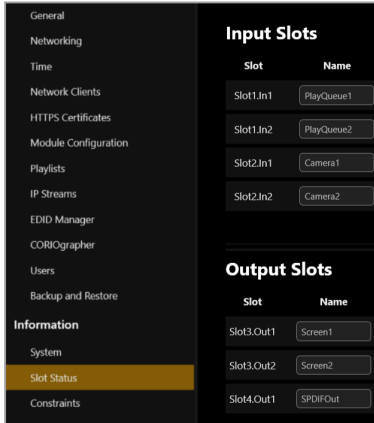 General
Networking
Time
Network Clients
HTTPS Certificates
Module Configuration
Playlists
IP Streams
EDID Manager
CORIOgrapher
Users
Backup and Restore
Information
System
Slot Status
Constraints
Input Slots
Slot Name
Slot1.In1 PlayQueue1
Slot1.In2 PlayQueue2
Slot2.In1 Camera1
Slot2.In2 Camera2
Output Slots
Slot Name
Slot3.Out1 Screen1
Slot3.Out2 Screen2
Slot4.Out1 SPDIFOut